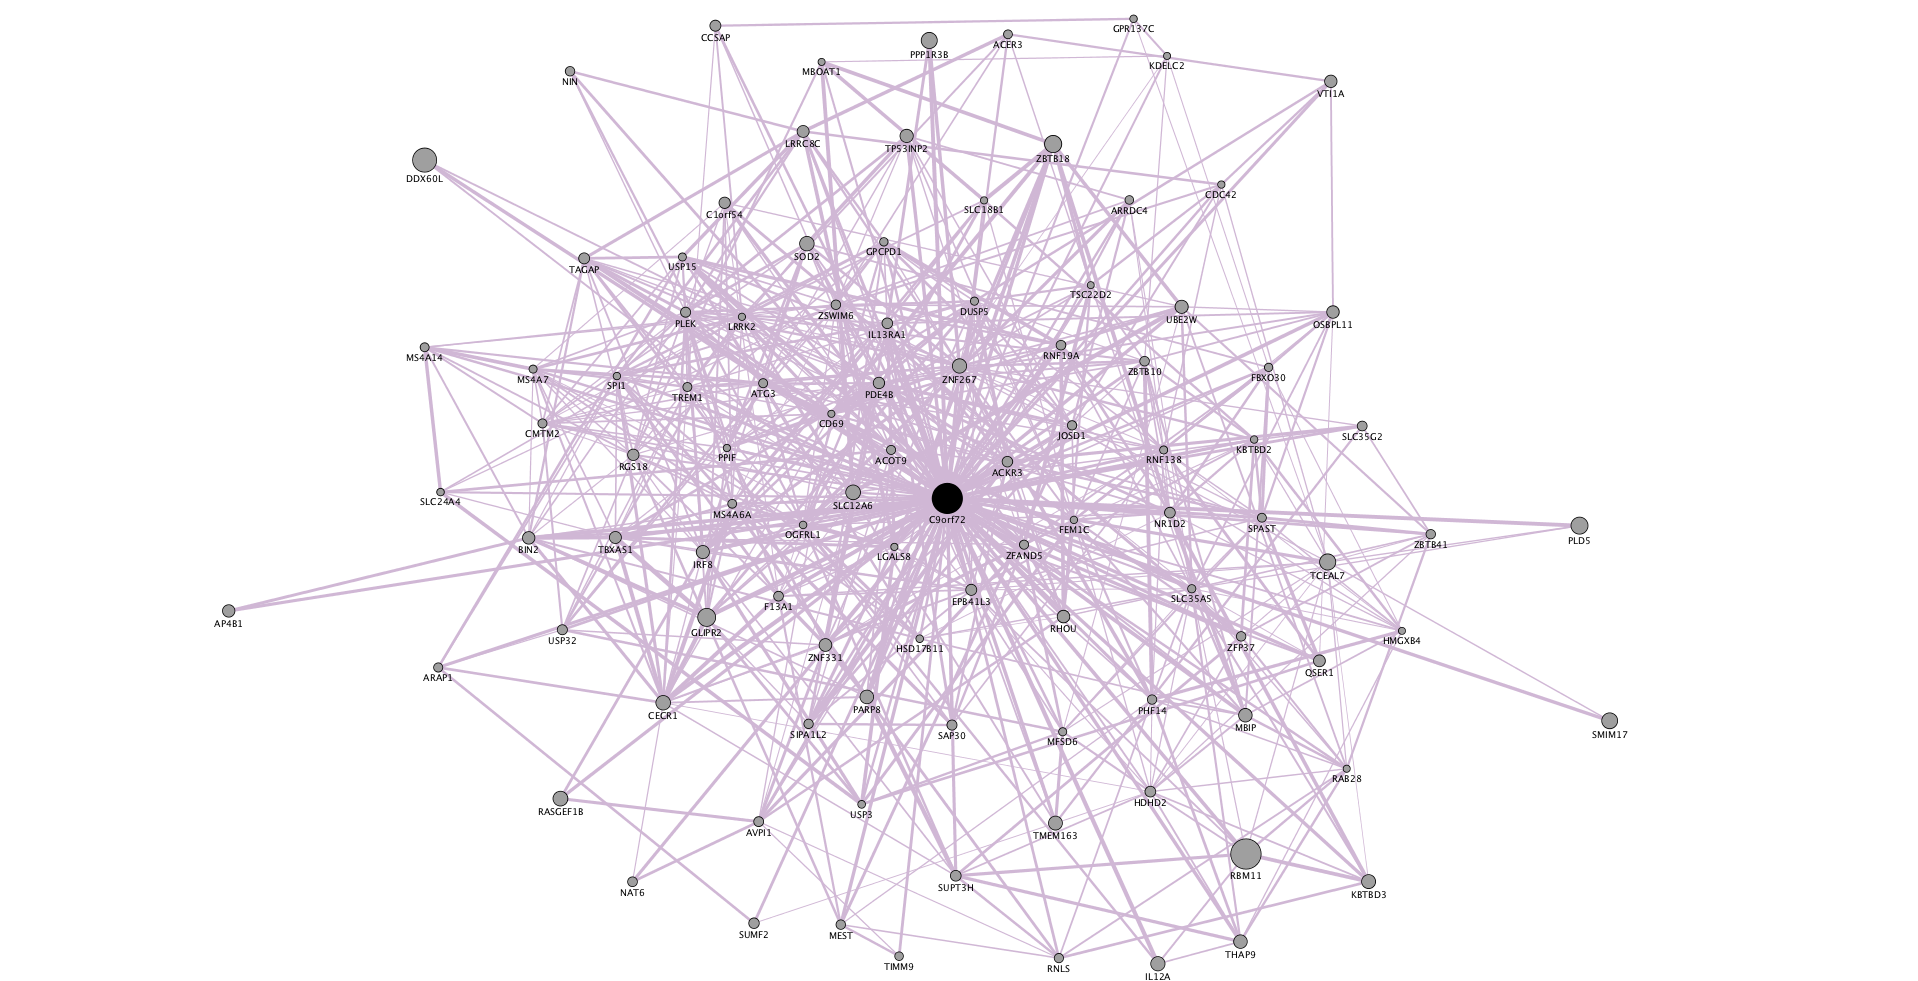 GPR137C
CCSAP
ACER3
PPP1R3B
KDELC2
MBOAT1
NIN
VTI1A
LRRC8C
TP53INP2
ZBTB18
DDX60L
CDC42
SLC18B1
ARRDC4
C1orf54
GPCPD1
SOD2
USP15
TAGAP
TSC22D2
DUSP5
ZSWIM6
UBE2W
PLEK
LRRK2
OSBPL11
IL13RA1
RNF19A
MS4A14
ZBTB10
FBXO30
MS4A7
ZNF267
SPI1
TREM1
ATG3
PDE4B
CD69
CMTM2
JOSD1
SLC35G2
KBTBD2
PPIF
RNF138
ACOT9
RGS18
ACKR3
SLC24A4
SLC12A6
MS4A6A
C9orf72
NR1D2
FEM1C
SPAST
OGFRL1
PLD5
ZBTB41
BIN2
TBXAS1
ZFAND5
LGALS8
IRF8
TCEAL7
SLC35A5
EPB41L3
F13A1
AP4B1
RHOU
GLIPR2
USP32
HSD17B11
HMGXB4
ZFP37
ZNF331
QSER1
ARAP1
PHF14
PARP8
CECR1
MBIP
SIPA1L2
SAP30
SMIM17
MFSD6
RAB28
HDHD2
RASGEF1B
USP3
AVPI1
TMEM163
RBM11
SUPT3H
NAT6
KBTBD3
SUMF2
MEST
THAP9
TIMM9
RNLS
IL12A